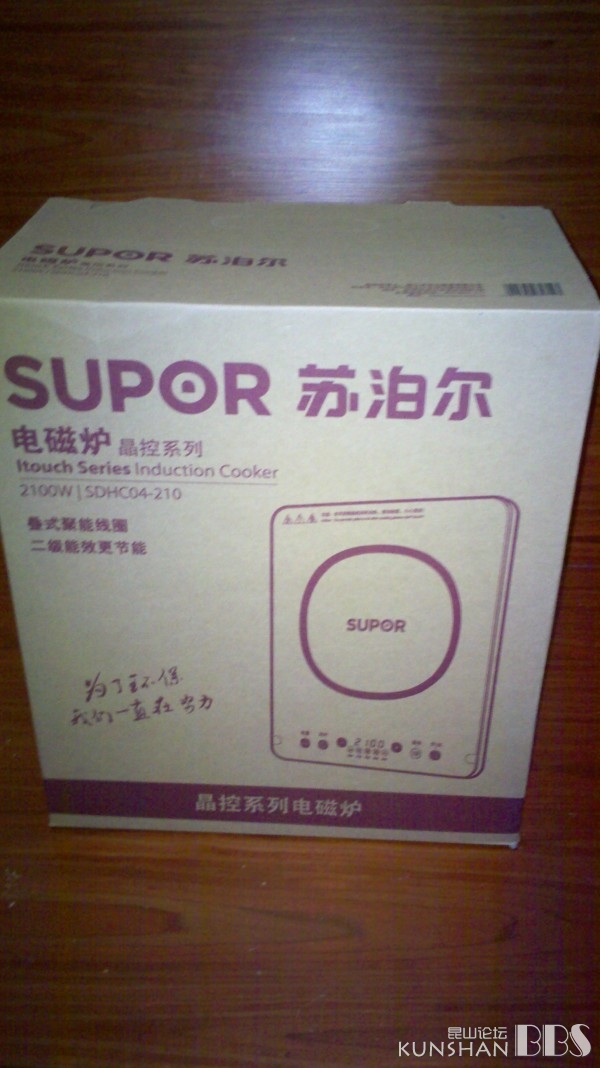 SUPOR 苏泊尔
SUPOR 苏泊尔
电磁炉 晶控系列
Itouch Series Induction Cooker
2100W | SDHC04-210
叠式聚能线圈
二级能效更节能
SUPOR
为了环保
我们一直在努力
2100
晶控系列电磁炉
昆山论坛
KUNSHAN BBS